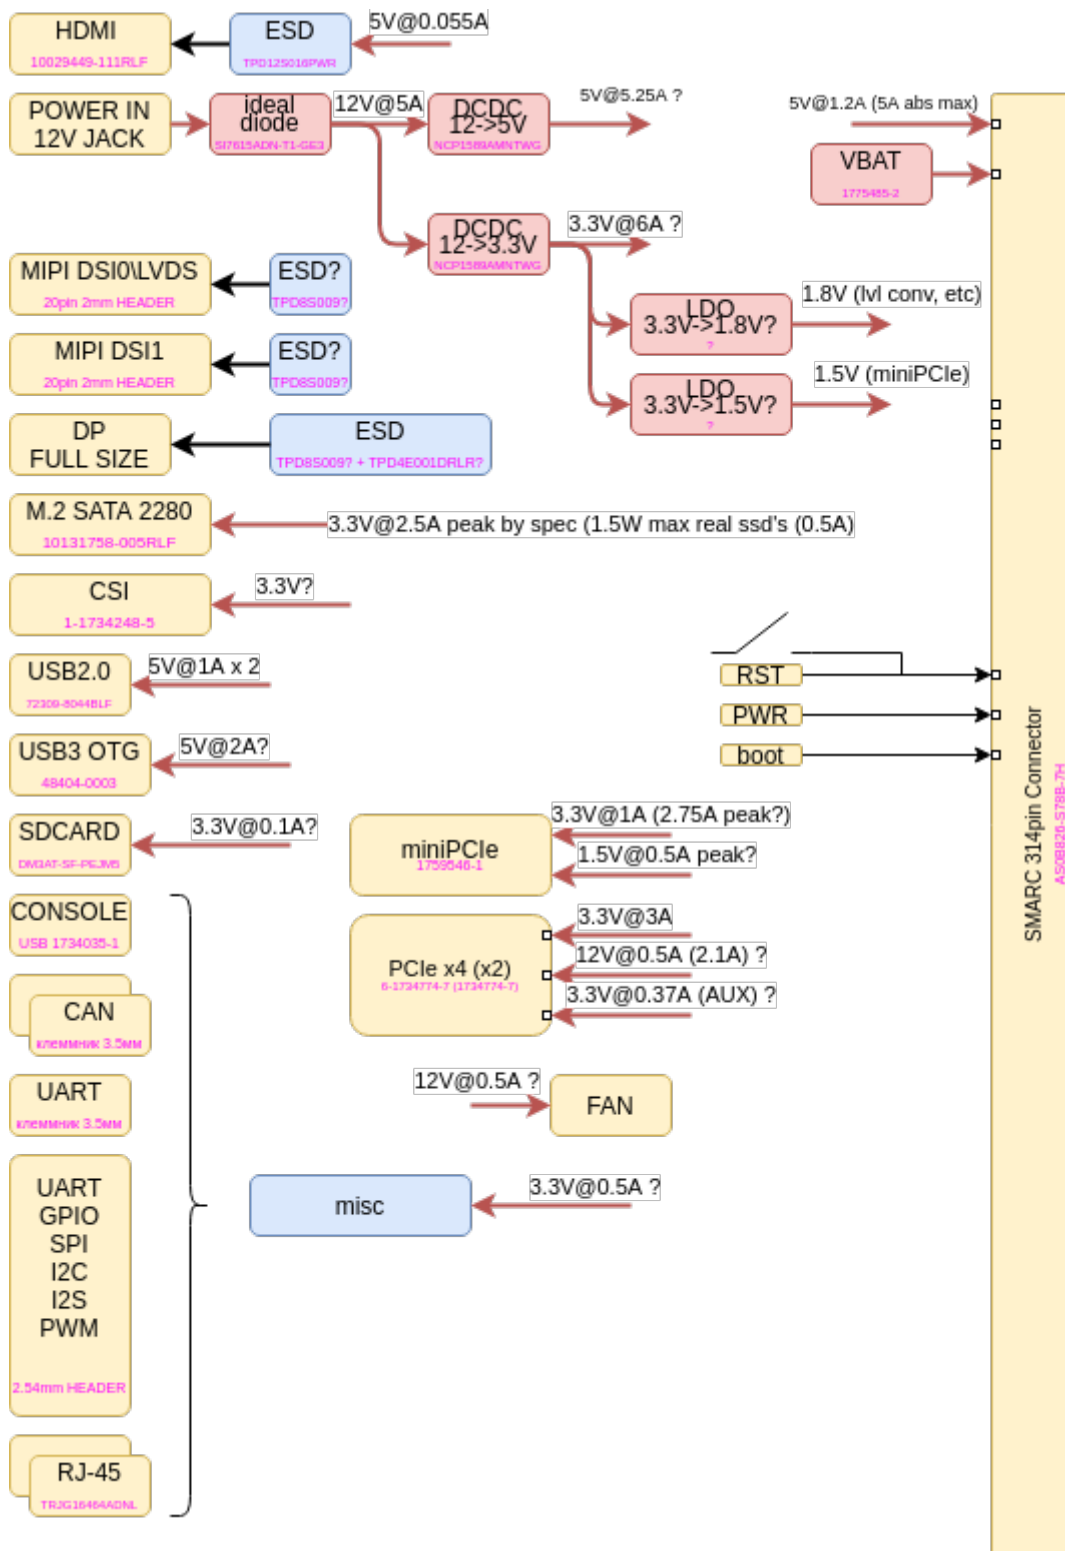 HDMI
10029449-111RLF
ESD
TPD12S016PWR
5V@0.055A
POWER IN
12V JACK
ideal
diode
SI7615ADN-T1-GE3
12V@5A
DCDC
12->5V
NCP1589AMNTWG
5V@5.25A ?
5V@1.2A (5A abs max)
VBAT
1775485-2
DCDC
12->3.3V
NCP1589AMNTWG
3.3V@6A ?
MIPI DSI0\LVDS
20pin 2mm HEADER
ESD?
TPD8S009?
LDO
3.3V->1.8V?
?
1.8V (lvl conv, etc)
MIPI DSI1
20pin 2mm HEADER
ESD?
TPD8S009?
LDO
3.3V->1.5V?
?
1.5V (miniPCIe)
DP
FULL SIZE
ESD
TPD8S009? + TPD4E001DRLR?
M.2 SATA 2280
10131758-005RLF
3.3V@2.5A peak by spec (1.5W max real ssd's (0.5A)
CSI
1-1734248-5
3.3V?
USB2.0
72309-8044BLF
5V@1A x 2
RST
PWR
boot
USB3 OTG
48404-0003
5V@2A?
SDCARD
DM3AT-SF-PEJM5
3.3V@0.1A?
miniPCIe
1759546-1
3.3V@1A (2.75A peak?)
1.5V@0.5A peak?
CONSOLE
USB 1734035-1
PCIe x4 (x2)
6-1734774-7 (1734774-7)
3.3V@3A
12V@0.5A (2.1A) ?
3.3V@0.37A (AUX) ?
CAN
клеммник 3.5мм
UART
клеммник 3.5мм
12V@0.5A ?
FAN
UART
GPIO
SPI
I2C
I2S
PWM
2.54mm HEADER
misc
3.3V@0.5A ?
RJ-45
TRJG16464ADNL
SMARC 314pin Connector
AS0B826-S78B-7H